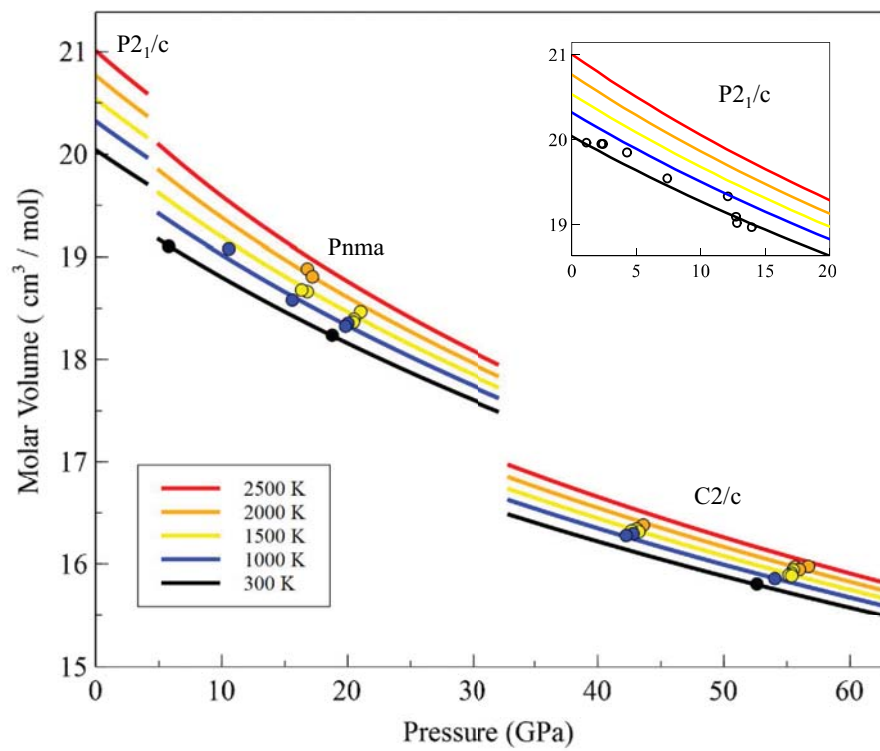 P2₁/c
Pnma
C2/c
Molar Volume ( cm³ / mol)
21
20
19
18
17
16
15
0 10 20 30 40 50 60
Pressure (GPa)
2500 K
2000 K
1500 K
1000 K
300 K
P2₁/c
21
20
19
0 5 10 15 20